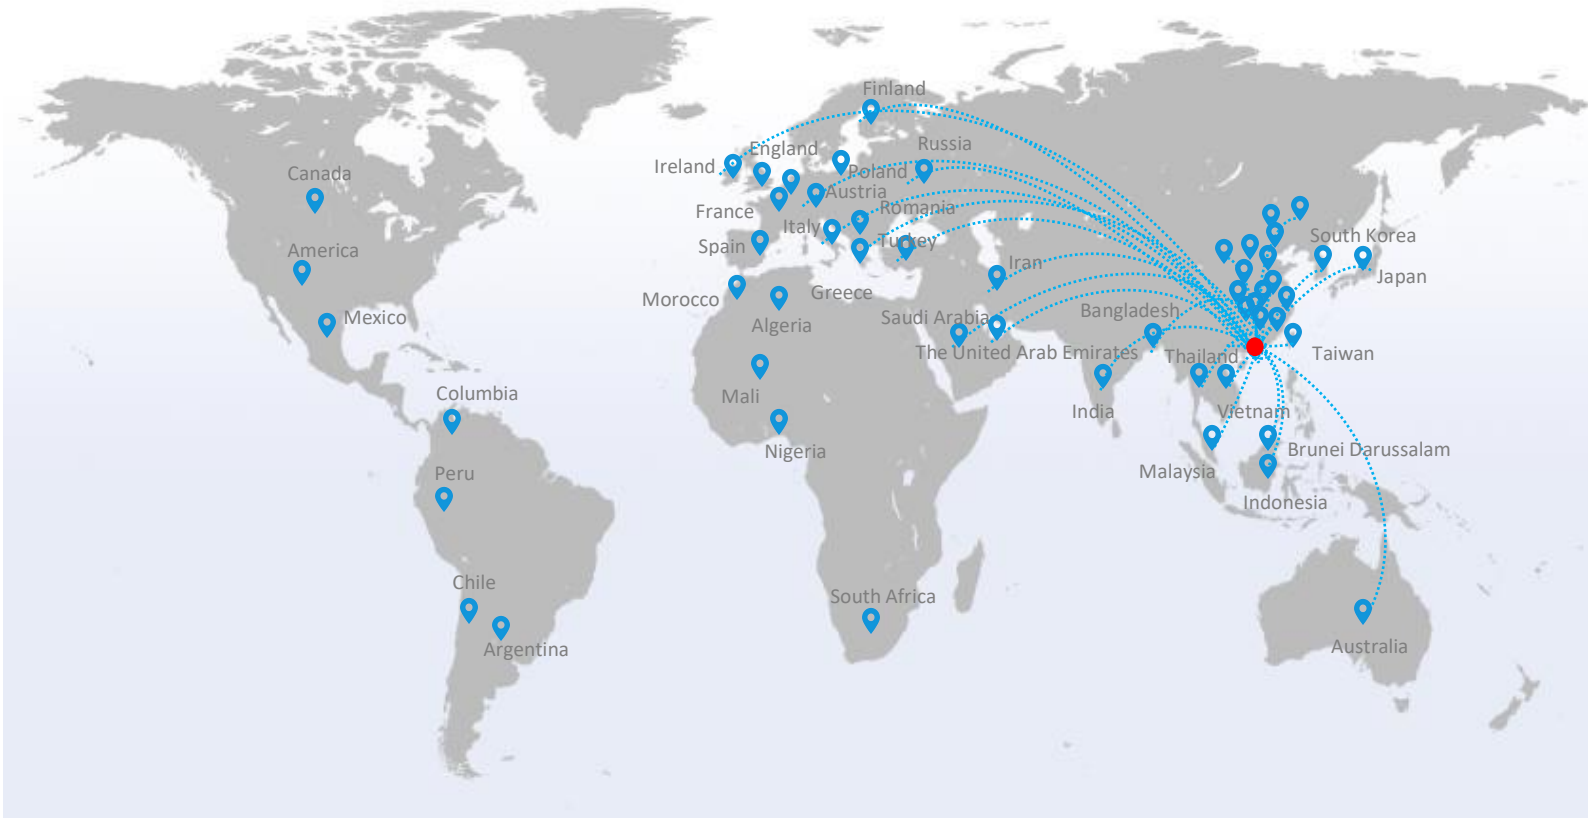 Finland
England
Russia
Ireland
Poland
Canada
Austria
France
Romania
Italy
South Korea
Spain
Turkey
America
Iran
Japan
Morocco
Greece
Algeria
Mexico
Saudi Arabia
Bangladesh
The United Arab Emirates
Thailand
Taiwan
Columbia
Mali
India
Vietnam
Nigeria
Brunei Darussalam
Malaysia
Peru
Indonesia
Chile
South Africa
Argentina
Australia